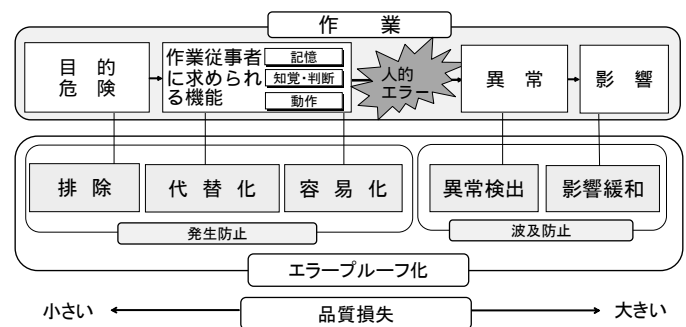 作 業
目 的
危 険
作業従事者
に求められ
る機能
記憶
知覚・判断
動作
人的
エラー
異 常
影 響
排 除
代 替 化
容 易 化
異常検出
影響緩和
発生防止
波及防止
エラープルーフ化
小さい
品質損失
大きい